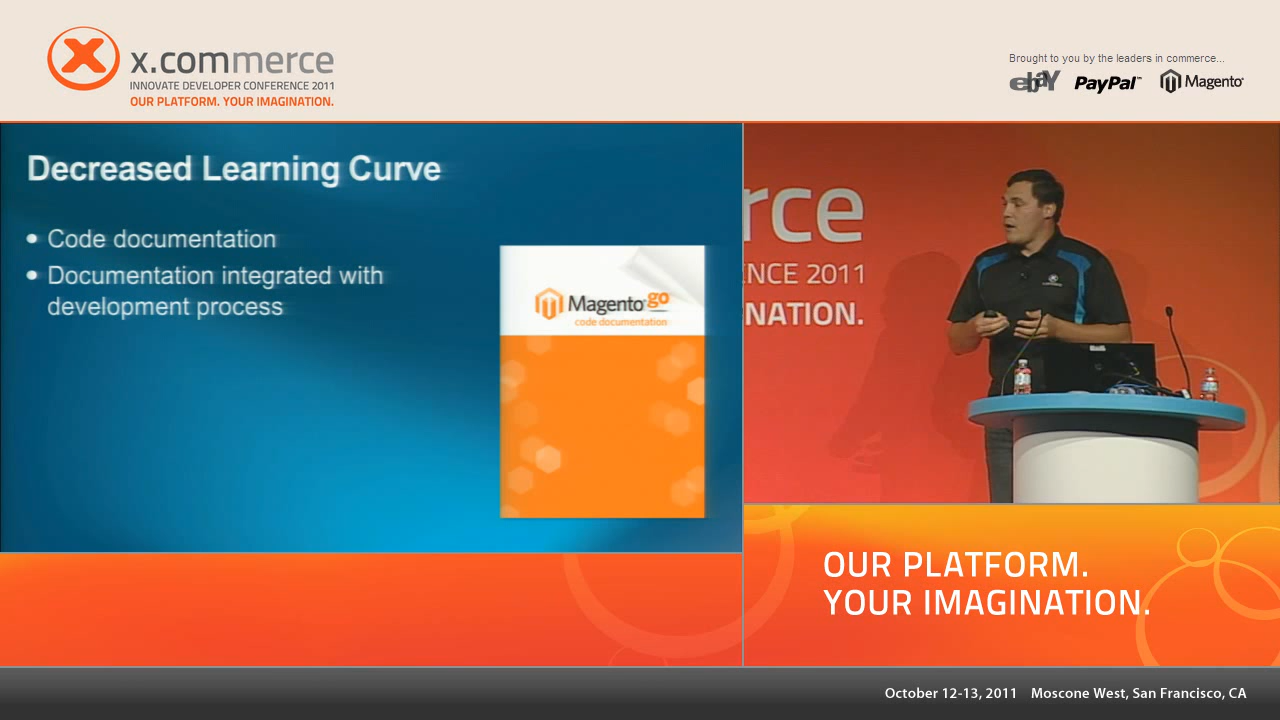 x.commerce
INNOVATE DEVELOPER CONFERENCE 2011
OUR PLATFORM. YOUR IMAGINATION.
Brought to you by the leaders in commerce...
ebaY PayPal™ Magento®
Decreased Learning Curve
• Code documentation
• Documentation integrated with
development process
Magento go
code documentation
rce
ENCE 2011
NATION.
OUR PLATFORM.
YOUR IMAGINATION.
October 12-13, 2011 Moscone West, San Francisco, CA